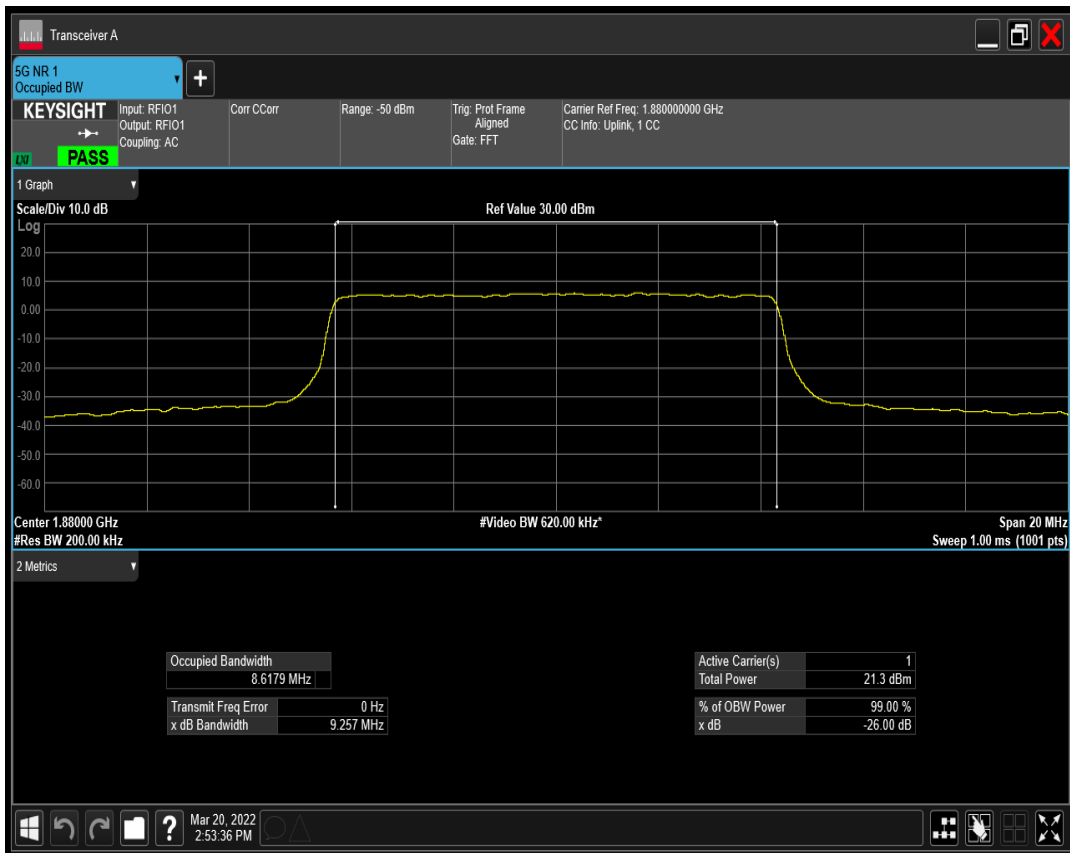 Transceiver A
5G NR 1
Occupied BW
KEYSIGHT
LXI
PASS
Input: RFIO1
Output: RFIO1
Coupling: AC
Corr CCorr
Range: -50 dBm
Trig: Prot Frame
Aligned
Gate: FFT
Carrier Ref Freq: 1.880000000 GHz
CC Info: Uplink, 1 CC
1 Graph
Scale/Div 10.0 dB
Ref Value 30.00 dBm
Log
20.0
10.0
0.00
-10.0
-20.0
-30.0
-40.0
-50.0
-60.0
Center 1.88000 GHz
#Video BW 620.00 kHz*
Span 20 MHz
#Res BW 200.00 kHz
Sweep 1.00 ms (1001 pts)
2 Metrics
Occupied Bandwidth
8.6179 MHz
Transmit Freq Error 0 Hz
x dB Bandwidth 9.257 MHz
Active Carrier(s) 1
Total Power 21.3 dBm
% of OBW Power 99.00 %
x dB -26.00 dB
?
Mar 20, 2022
2:53:36 PM